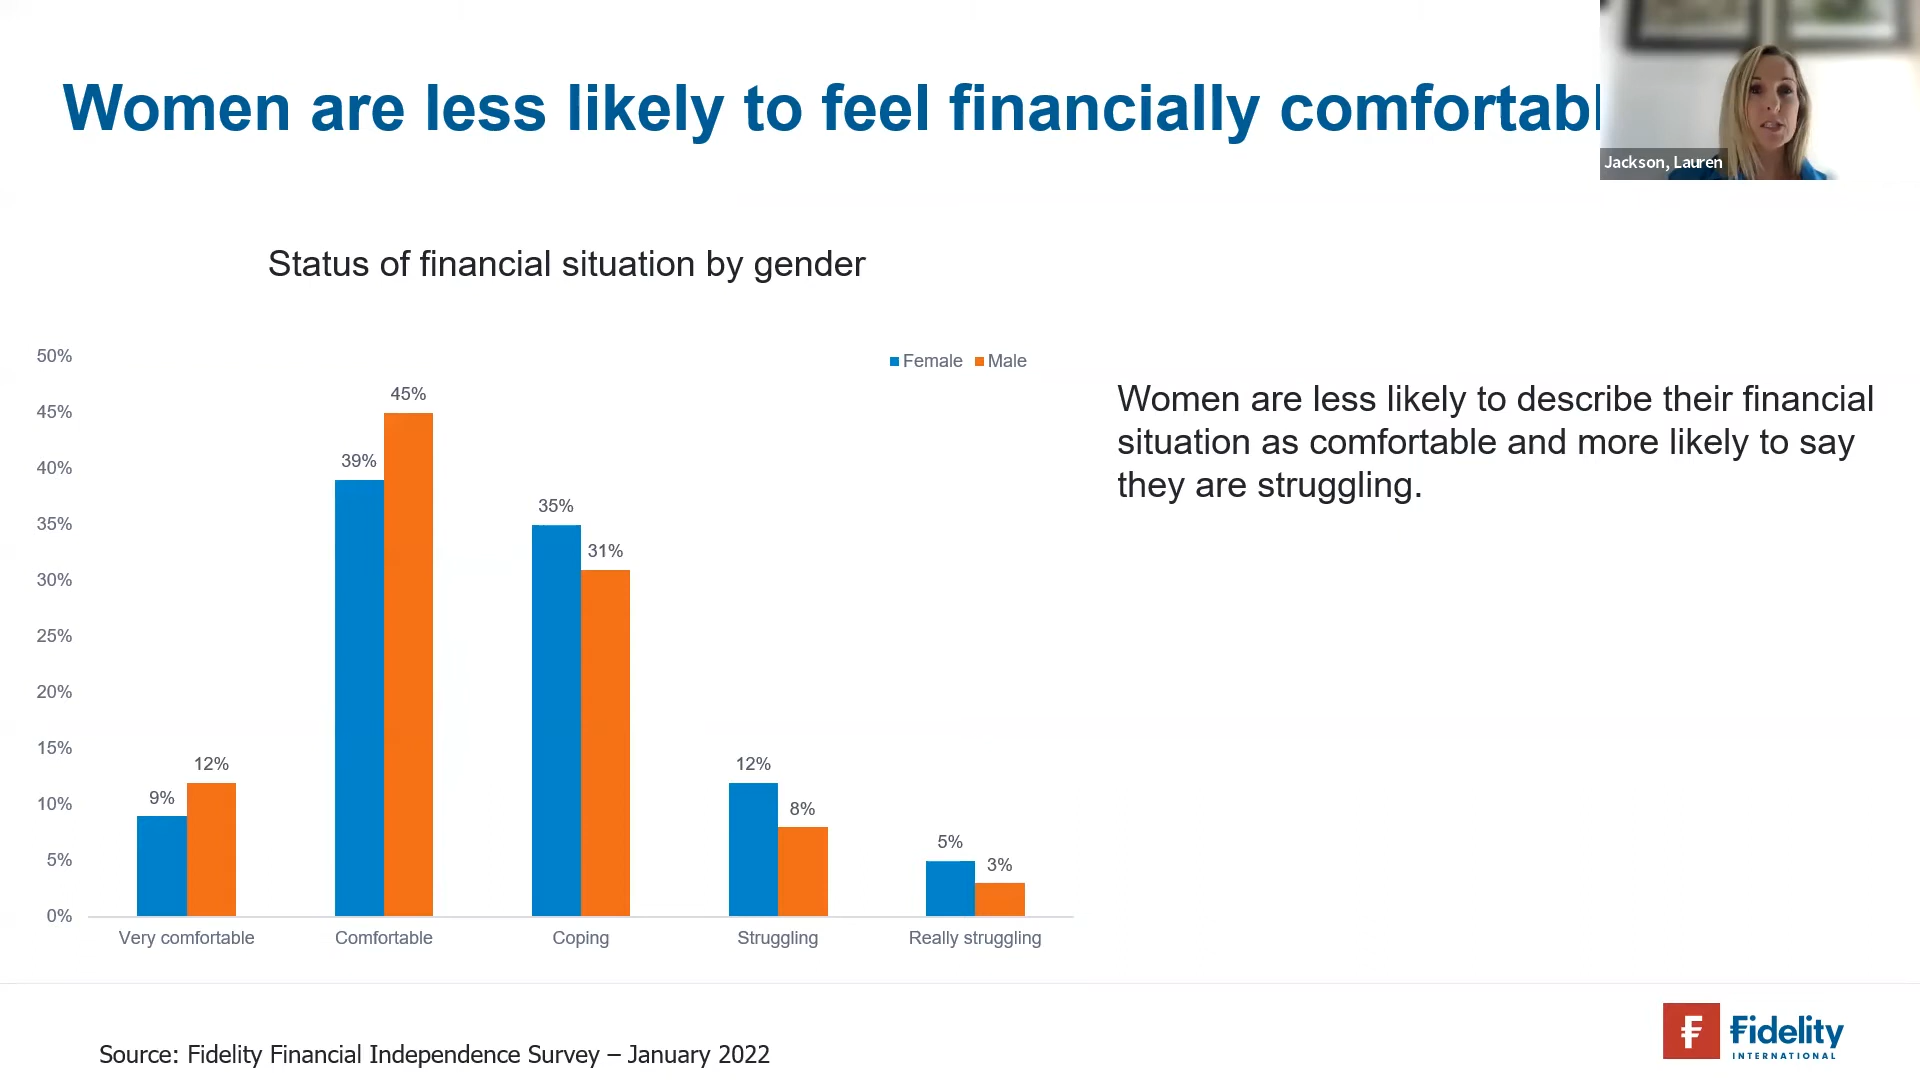 Women are less likely to feel financially comfortabl
Jackson, Lauren
Status of financial situation by gender
Female Male
50%
45%
40%
35%
30%
25%
20%
15%
10%
5%
0%
9% 12%
39% 45%
35% 31%
12% 8%
5% 3%
Very comfortable Comfortable Coping Struggling Really struggling
Women are less likely to describe their financial
situation as comfortable and more likely to say
they are struggling.
Source: Fidelity Financial Independence Survey – January 2022
Fidelity
INTERNATIONAL